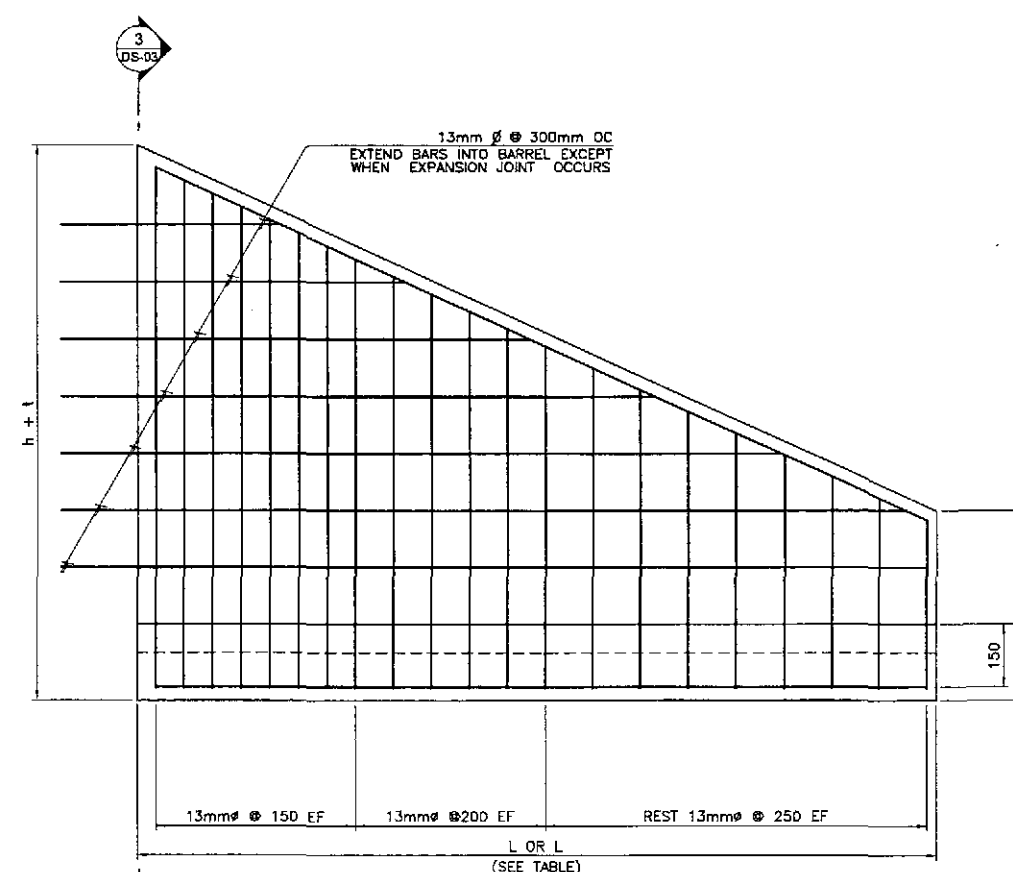 3
DS-03
13mm Ø @ 300mm OC
EXTEND BARS INTO BARREL EXCEPT
WHEN EXPANSION JOINT OCCURS
h + t
150
13mmø @ 150 EF
13mmø @200 EF
REST 13mmø @ 250 EF
L OR L
(SEE TABLE)